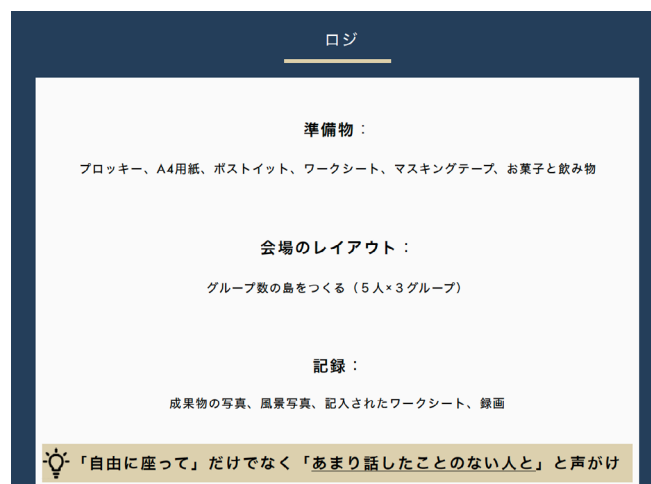 ロジ
準備物：
プロッキー、A4用紙、ポストイット、ワークシート、マスキングテープ、お菓子と飲み物
会場のレイアウト：
グループ数の島をつくる（５人×３グループ）
記録：
成果物の写真、風景写真、記入されたワークシート、録画
「自由に座って」だけでなく「あまり話したことのない人と」と声がけ